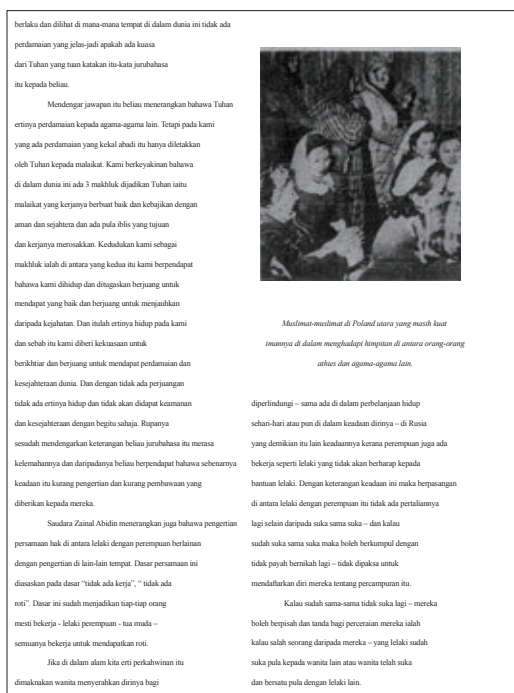 berlaku dan dilihat di mana-mana tempat di dalam dunia ini tidak ada
perdamaian yang jelas-jadi apakah ada kuasa
dari Tuhan yang tuan katakan itu-kata jurubahasa
itu kepada beliau.
Mendengar jawapan itu beliau menerangkan bahawa Tuhan
ertinya perdamaian kepada agama-agama lain. Tetapi pada kami
yang ada perdamaian yang kekal abadi itu hanya diletakkan
oleh Tuhan kepada malaikat. Kami berkeyakinan bahawa
di dalam dunia ini ada 3 makhluk dijadikan Tuhan iaitu
malaikat yang kerjanya berbuat baik dan kebajikan dengan
aman dan sejahtera dan ada pula iblis yang tujuan
dan kerjanya merosakkan. Kedudukan kami sebagai
makhluk ialah di antara yang kedua itu kami berpendapat
bahawa kami dihidup dan ditugaskan berjuang untuk
mendapat yang baik dan berjuang untuk menjauhkan
daripada kejahatan. Dan itulah ertinya hidup pada kami
dan sebab itu kami diberi kekuasaan untuk
berikhtiar dan berjuang untuk mendapat perdamaian dan
kesejahteraan dunia. Dan dengan tidak ada perjuangan
tidak ada ertinya hidup dan tidak akan didapat keamanan
dan kesejahteraan dengan begitu sahaja. Rupanya
sesudah mendengarkan keterangan beliau jurubahasa itu merasa
kelemahannya dan daripadanya beliau berpendapat bahawa sebenarnya
keadaan itu kurang pengertian dan kurang pembawaan yang
diberikan kepada mereka.
Saudara Zainal Abidin menerangkan juga bahawa pengertian
persamaan hak di antara lelaki dengan perempuan berlainan
dengan pengertian di lain-lain tempat. Dasar persamaan ini
diasaskan pada dasar “tidak ada kerja”, “ tidak ada
roti”. Dasar ini sudah menjadikan tiap-tiap orang
mesti bekerja - lelaki perempuan - tua muda –
semuanya bekerja untuk mendapatkan roti.
Jika di dalam alam kita erti perkahwinan itu
dimaknakan wanita menyerahkan dirinya bagi
Muslimat-muslimat di Poland utara yang masih kuat
imannya di dalam menghadapi himpitan di antara orang-orang
athies dan agama-agama lain.
diperlindungi – sama ada di dalam perbelanjaan hidup
sehari-hari atau pun di dalam keadaan dirinya – di Rusia
yang demikian itu lain keadaannya kerana perempuan juga ada
bekerja seperti lelaki yang tidak akan berharap kepada
bantuan lelaki. Dengan keterangan keadaan ini maka berpasangan
di antara lelaki dengan perempuan itu tidak ada pertaliannya
lagi selain daripada suka sama suka – dan kalau
sudah suka sama suka maka boleh berkumpul dengan
tidak payah bernikah lagi – tidak dipaksa untuk
mendaftarkan diri mereka tentang percampuran itu.
Kalau sudah sama-sama tidak suka lagi – mereka
boleh berpisah dan tanda bagi perceraian mereka ialah
kalau salah seorang daripada mereka – yang lelaki sudah
suka pula kepada wanita lain atau wanita telah suka
dan bersatu pula dengan lelaki lain.